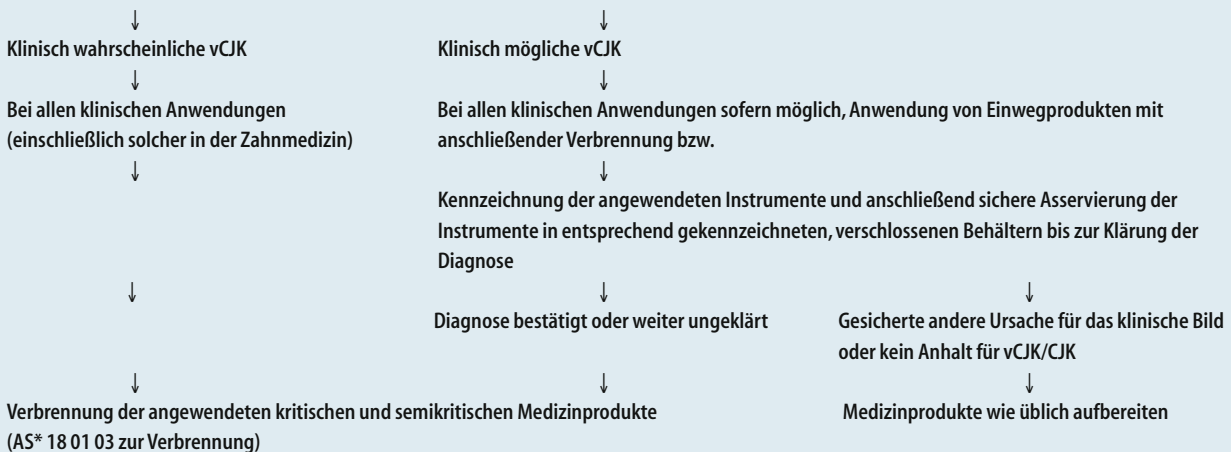 ↓ ↓
Klinisch wahrscheinliche vCJK Klinisch mögliche vCJK
↓ ↓
Bei allen klinischen Anwendungen Bei allen klinischen Anwendungen sofern möglich, Anwendung von Einwegprodukten mit
(einschließlich solcher in der Zahnmedizin) anschließender Verbrennung bzw.
↓ ↓
Kennzeichnung der angewendeten Instrumente und anschließend sichere Asservierung der
Instrumente in entsprechend gekennzeichneten, verschlossenen Behältern bis zur Klärung der
Diagnose
↓ ↓ ↓
Diagnose bestätigt oder weiter ungeklärt Gesicherte andere Ursache für das klinische Bild
oder kein Anhalt für vCJK/CJK
↓ ↓ ↓
Verbrennung der angewendeten kritischen und semikritischen Medizinprodukte Medizinprodukte wie üblich aufbereiten
(AS* 18 01 03 zur Verbrennung)